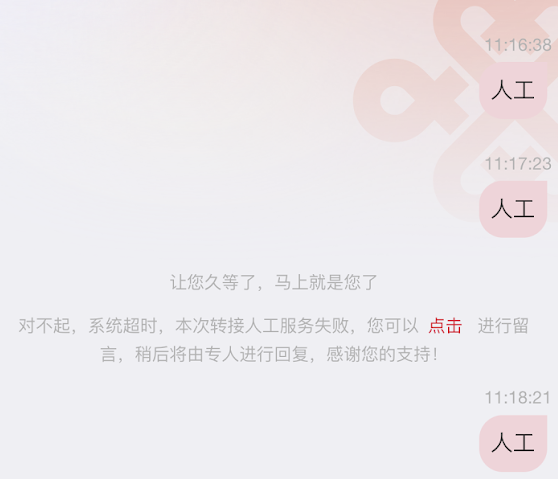 11:16:38
人工
11:17:23
人工
让您久等了，马上就是您了
对不起，系统超时，本次转接人工服务失败，您可以 点击 进行留
言，稍后将由专人进行回复，感谢您的支持！
11:18:21
人工